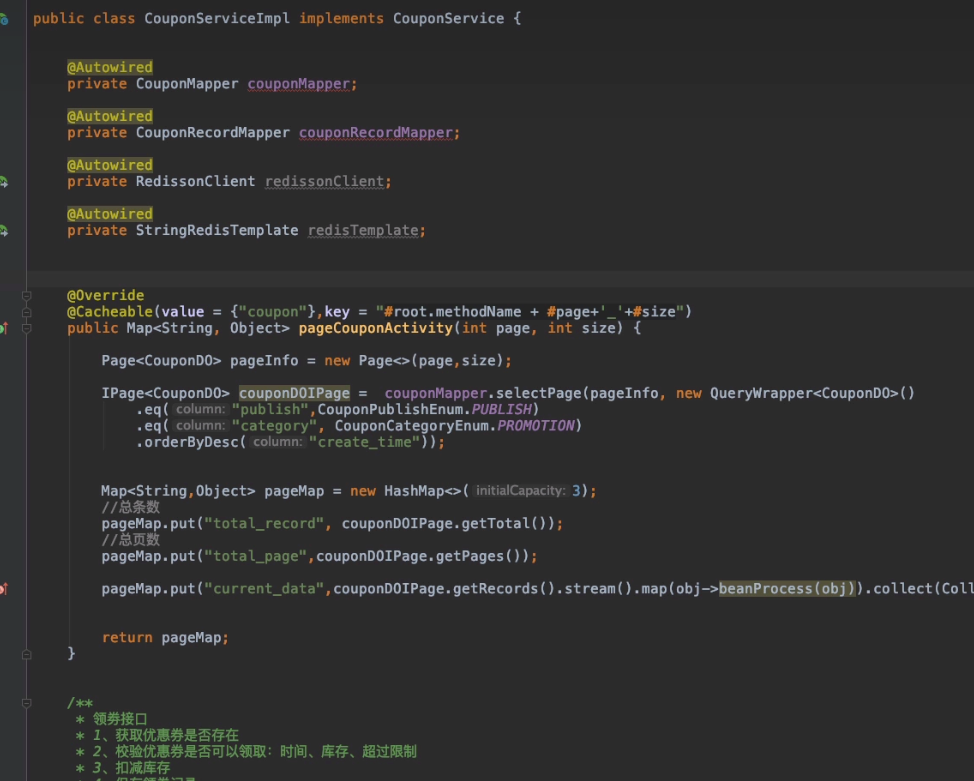 public class CouponServiceImpl implements CouponService {
@Autowired
private CouponMapper couponMapper;
@Autowired
private CouponRecordMapper couponRecordMapper;
@Autowired
private RedissonClient redissonClient;
@Autowired
private StringRedisTemplate redisTemplate;
@Override
@Cacheable(value = {"coupon"},key = "#root.methodName + #page+'_'+#size")
public Map<String, Object> pageCouponActivity(int page, int size) {
Page<CouponDO> pageInfo = new Page<>(page,size);
IPage<CouponDO> couponDOIPage =  couponMapper.selectPage(pageInfo, new QueryWrapper<CouponDO>()
.eq( column: "publish",CouponPublishEnum.PUBLISH)
.eq( column: "category", CouponCategoryEnum.PROMOTION)
.orderByDesc( column: "create_time"));
Map<String,Object> pageMap = new HashMap<>( initialCapacity: 3);
//总条数
pageMap.put("total_record", couponDOIPage.getTotal());
//总页数
pageMap.put("total_page",couponDOIPage.getPages());
pageMap.put("current_data",couponDOIPage.getRecords().stream().map(obj->beanProcess(obj)).collect(Coll
return pageMap;
}
/**
* 领劵接口
* 1、获取优惠券是否存在
* 2、校验优惠券是否可以领取：时间、库存、超过限制
* 3、扣减库存